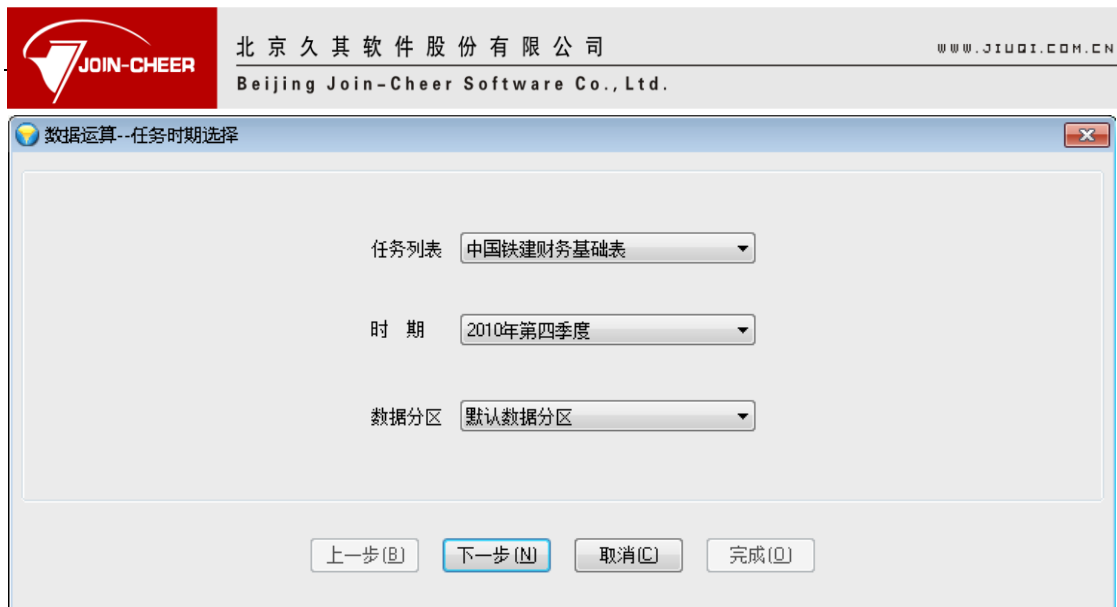 JOIN-CHEER
北京久其软件股份有限公司
WWW.JIUQI.COM.CN
Beijing Join-Cheer Software Co.,Ltd.
数据运算--任务时期选择
任务列表 中国铁建财务基础表
时 期 2010年第四季度
数据分区 默认数据分区
上一步(B) 下一步(N) 取消(C) 完成(O)